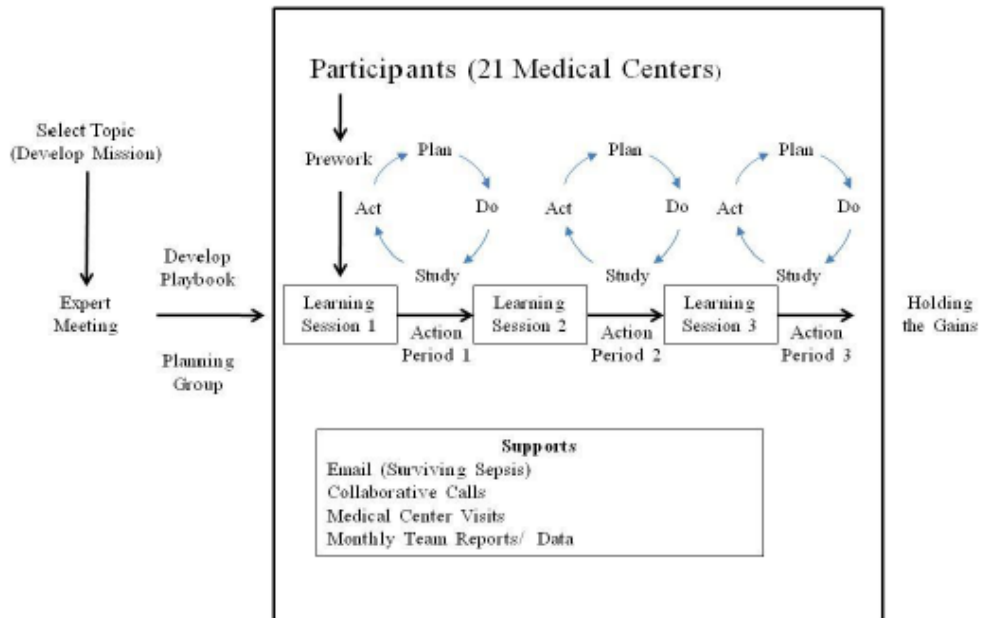 Participants (21 Medical Centers)
Select Topic
(Develop Mission)
Prework
Plan
Do
Study
Act
Plan
Do
Study
Act
Plan
Do
Study
Act
Expert
Meeting
Develop
Playbook
Planning
Group
Learning
Session 1
Action
Period 1
Learning
Session 2
Action
Period 2
Learning
Session 3
Action
Period 3
Holding
the Gains
Supports
Email (Surviving Sepsis)
Collaborative Calls
Medical Center Visits
Monthly Team Reports/ Data